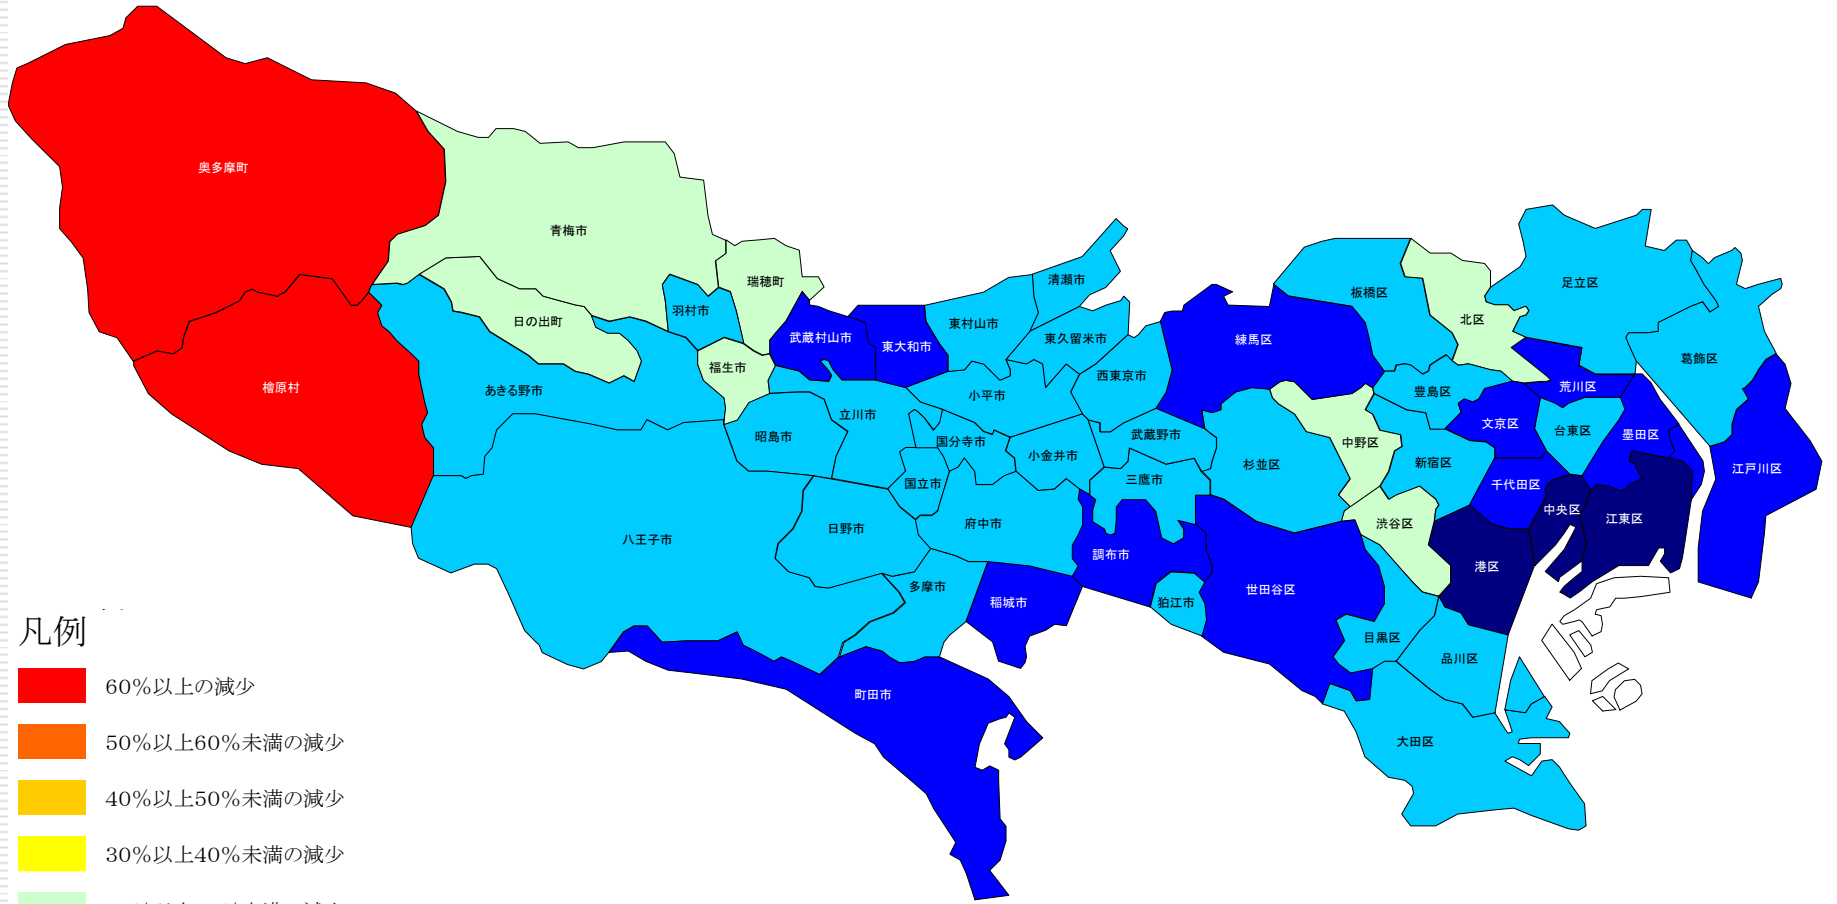 奥多摩町
青梅市
瑞穂町
清瀬市
足立区
板橋区
羽村市
北区
日の出町
東村山市
武蔵村山市
東久留米市
練馬区
東大和市
葛飾区
福生市
西東京市
檜原村
荒川区
あきる野市
豊島区
小平市
立川市
文京区
台東区
昭島市
武蔵野市
墨田区
国分寺市
中野区
小金井市
杉並区
新宿区
江戸川区
国立市
三鷹市
千代田区
中央区
江東区
府中市
渋谷区
日野市
八王子市
調布市
港区
多摩市
世田谷区
稲城市
狛江市
目黒区
品川区
町田市
大田区
凡例
60%以上の減少
50%以上60%未満の減少
40%以上50%未満の減少
30%以上40%未満の減少